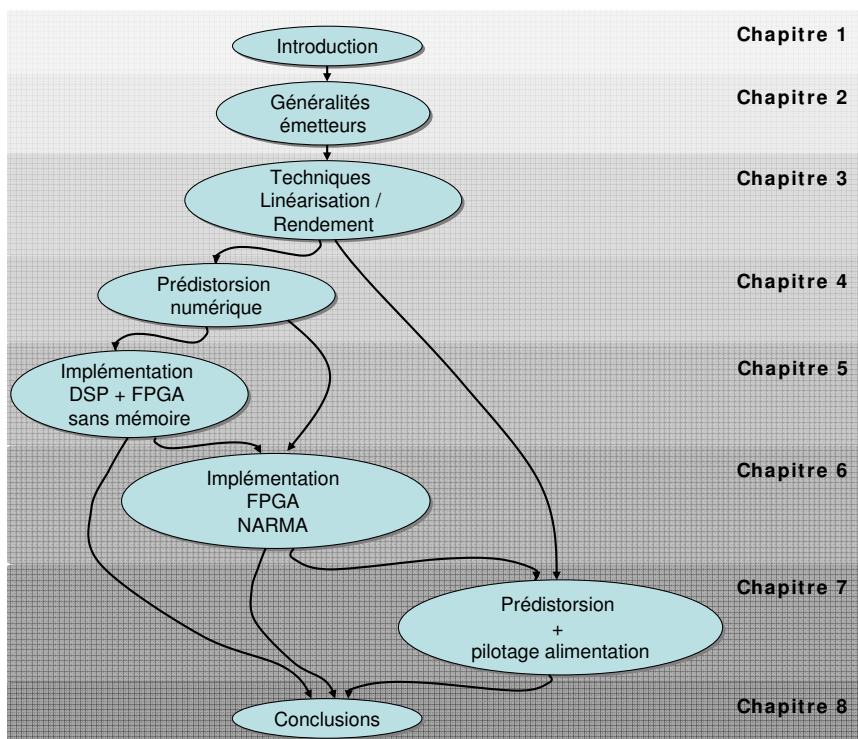 Chapitre 1
Introduction
Chapitre 2
Généralités
émetteurs
Chapitre 3
Techniques
Linéarisation /
Rendement
Chapitre 4
Prédistorsion
numérique
Chapitre 5
Implémentation
DSP + FPGA
sans mémoire
Chapitre 6
Implémentation
FPGA
NARMA
Chapitre 7
Prédistorsion
+
pilotage alimentation
Chapitre 8
Conclusions